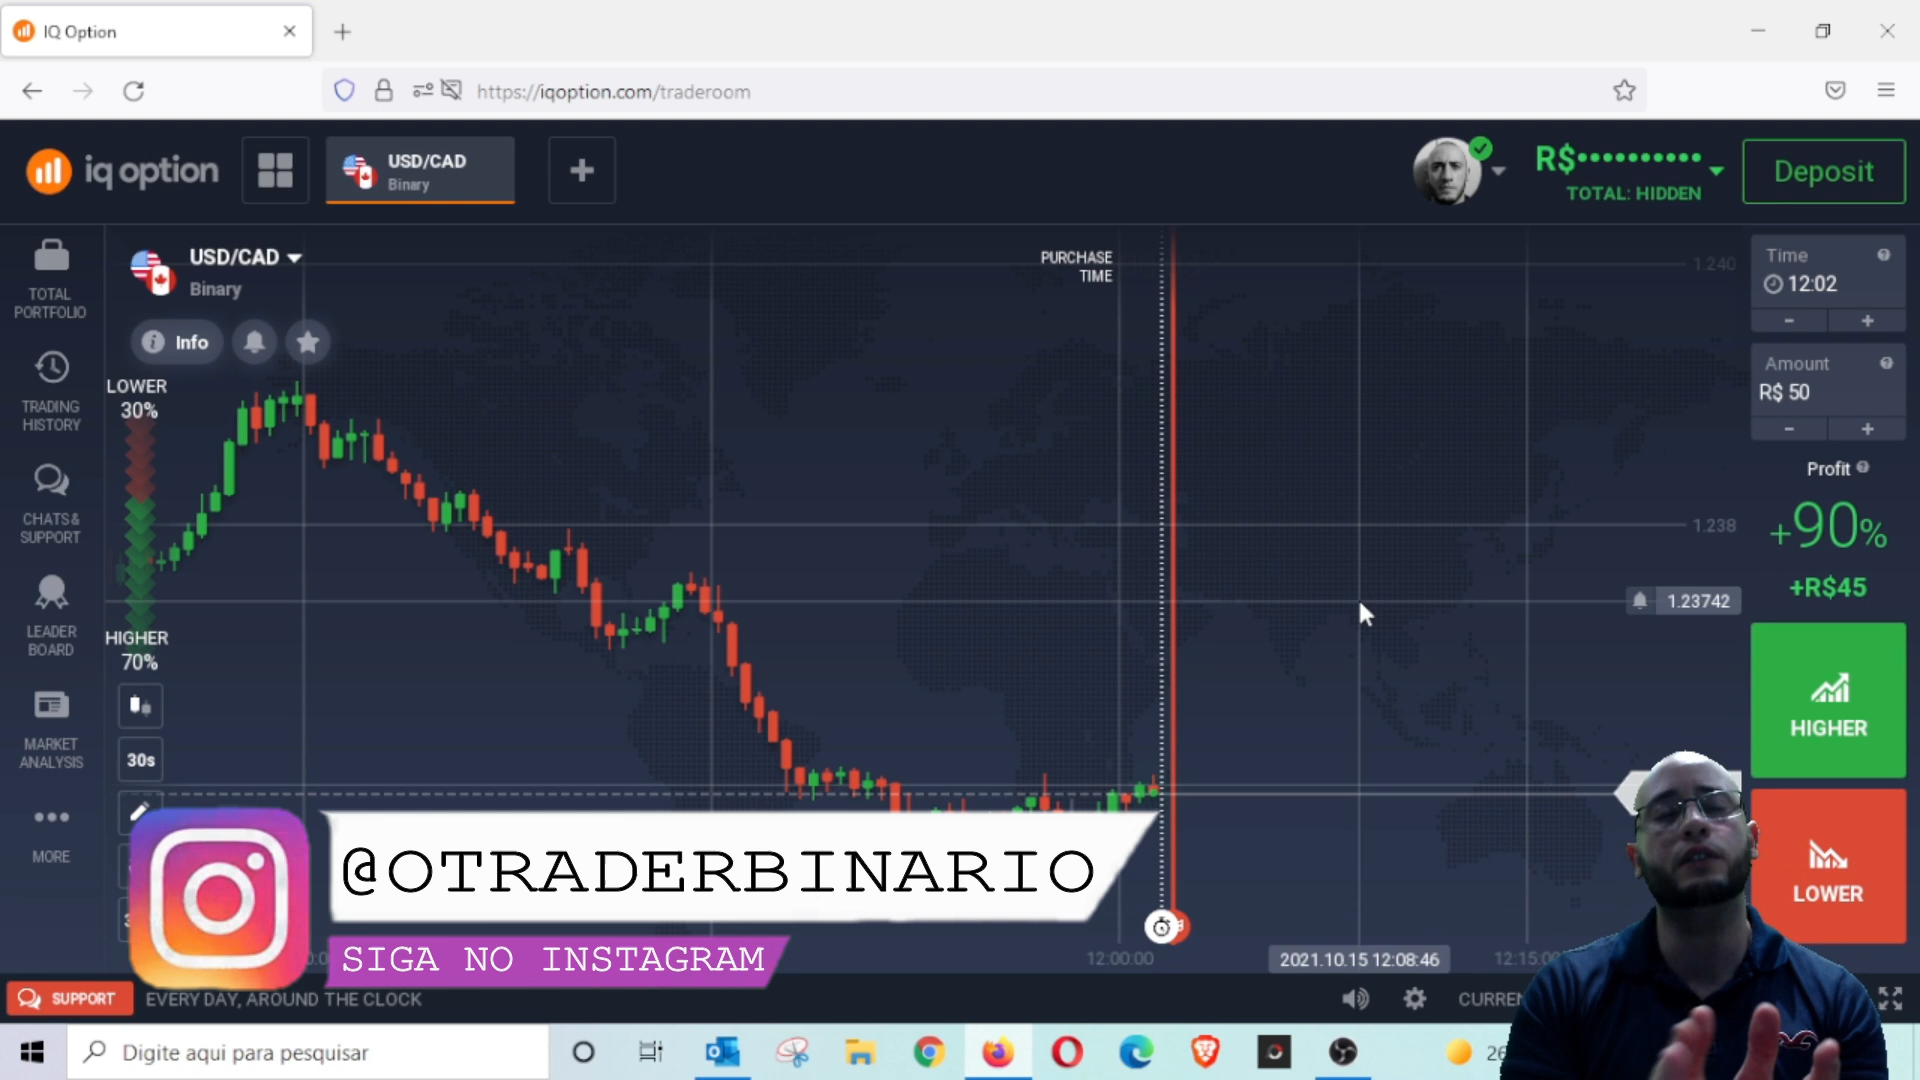 IQ Option
https://iqoption.com/traderoom
iq option
USD/CAD
Binary
R$••••••••••
TOTAL: HIDDEN
Deposit
TOTAL
PORTFOLIO
TRADING
HISTORY
CHATS &
SUPPORT
LEADER
BOARD
MARKET
ANALYSIS
MORE
USD/CAD
Binary
Info
LOWER
30%
HIGHER
70%
30s
PURCHASE
TIME
1.240
1.238
1.23742
Time
12:02
- +
Amount
R$ 50
- +
Profit
+90%
+R$45
HIGHER
LOWER
@OTRADERBINARIO
SIGA NO INSTAGRAM
12:00:00
2021.10.15 12:08:46
12:15:00
SUPPORT
EVERY DAY, AROUND THE CLOCK
Digite aqui para pesquisar